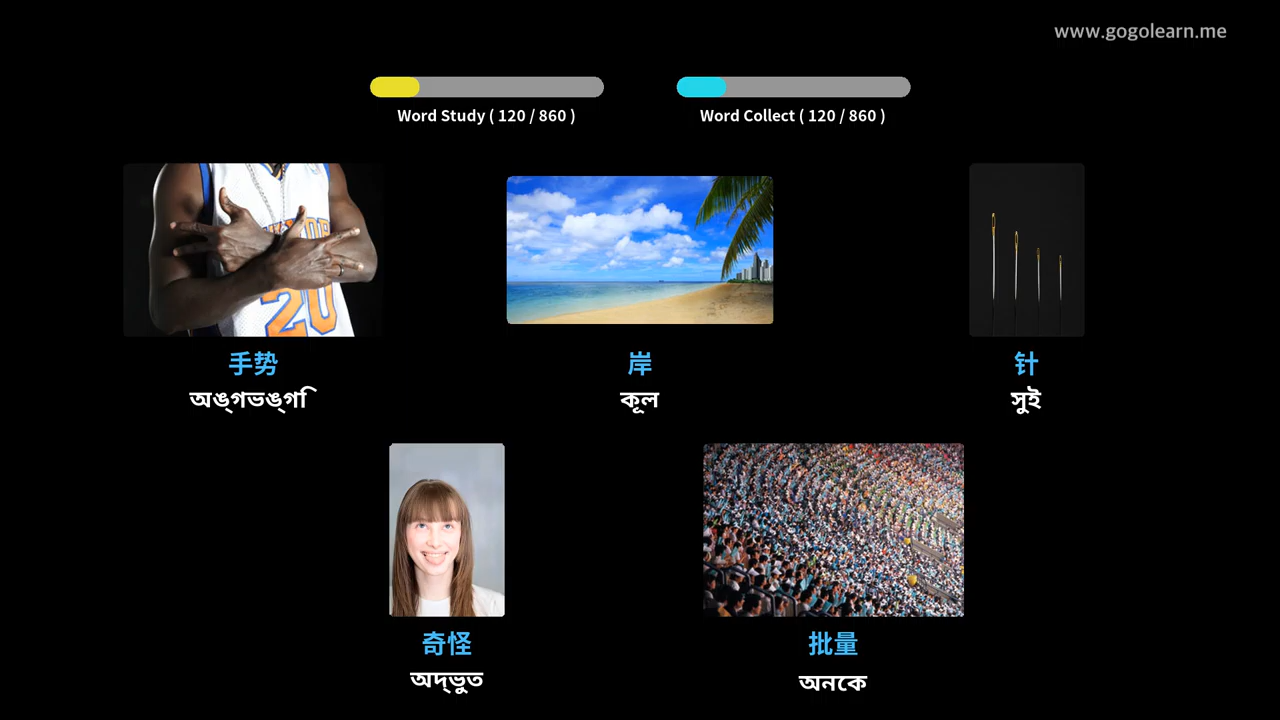 www.gogolearn.me
Word Study ( 120 / 860 )
Word Collect ( 120 / 860 )
20
手势
অঙ্গভঙ্গি
岸
কূল
针
সুই
奇怪
অদ্ভুত
批量
অনেক